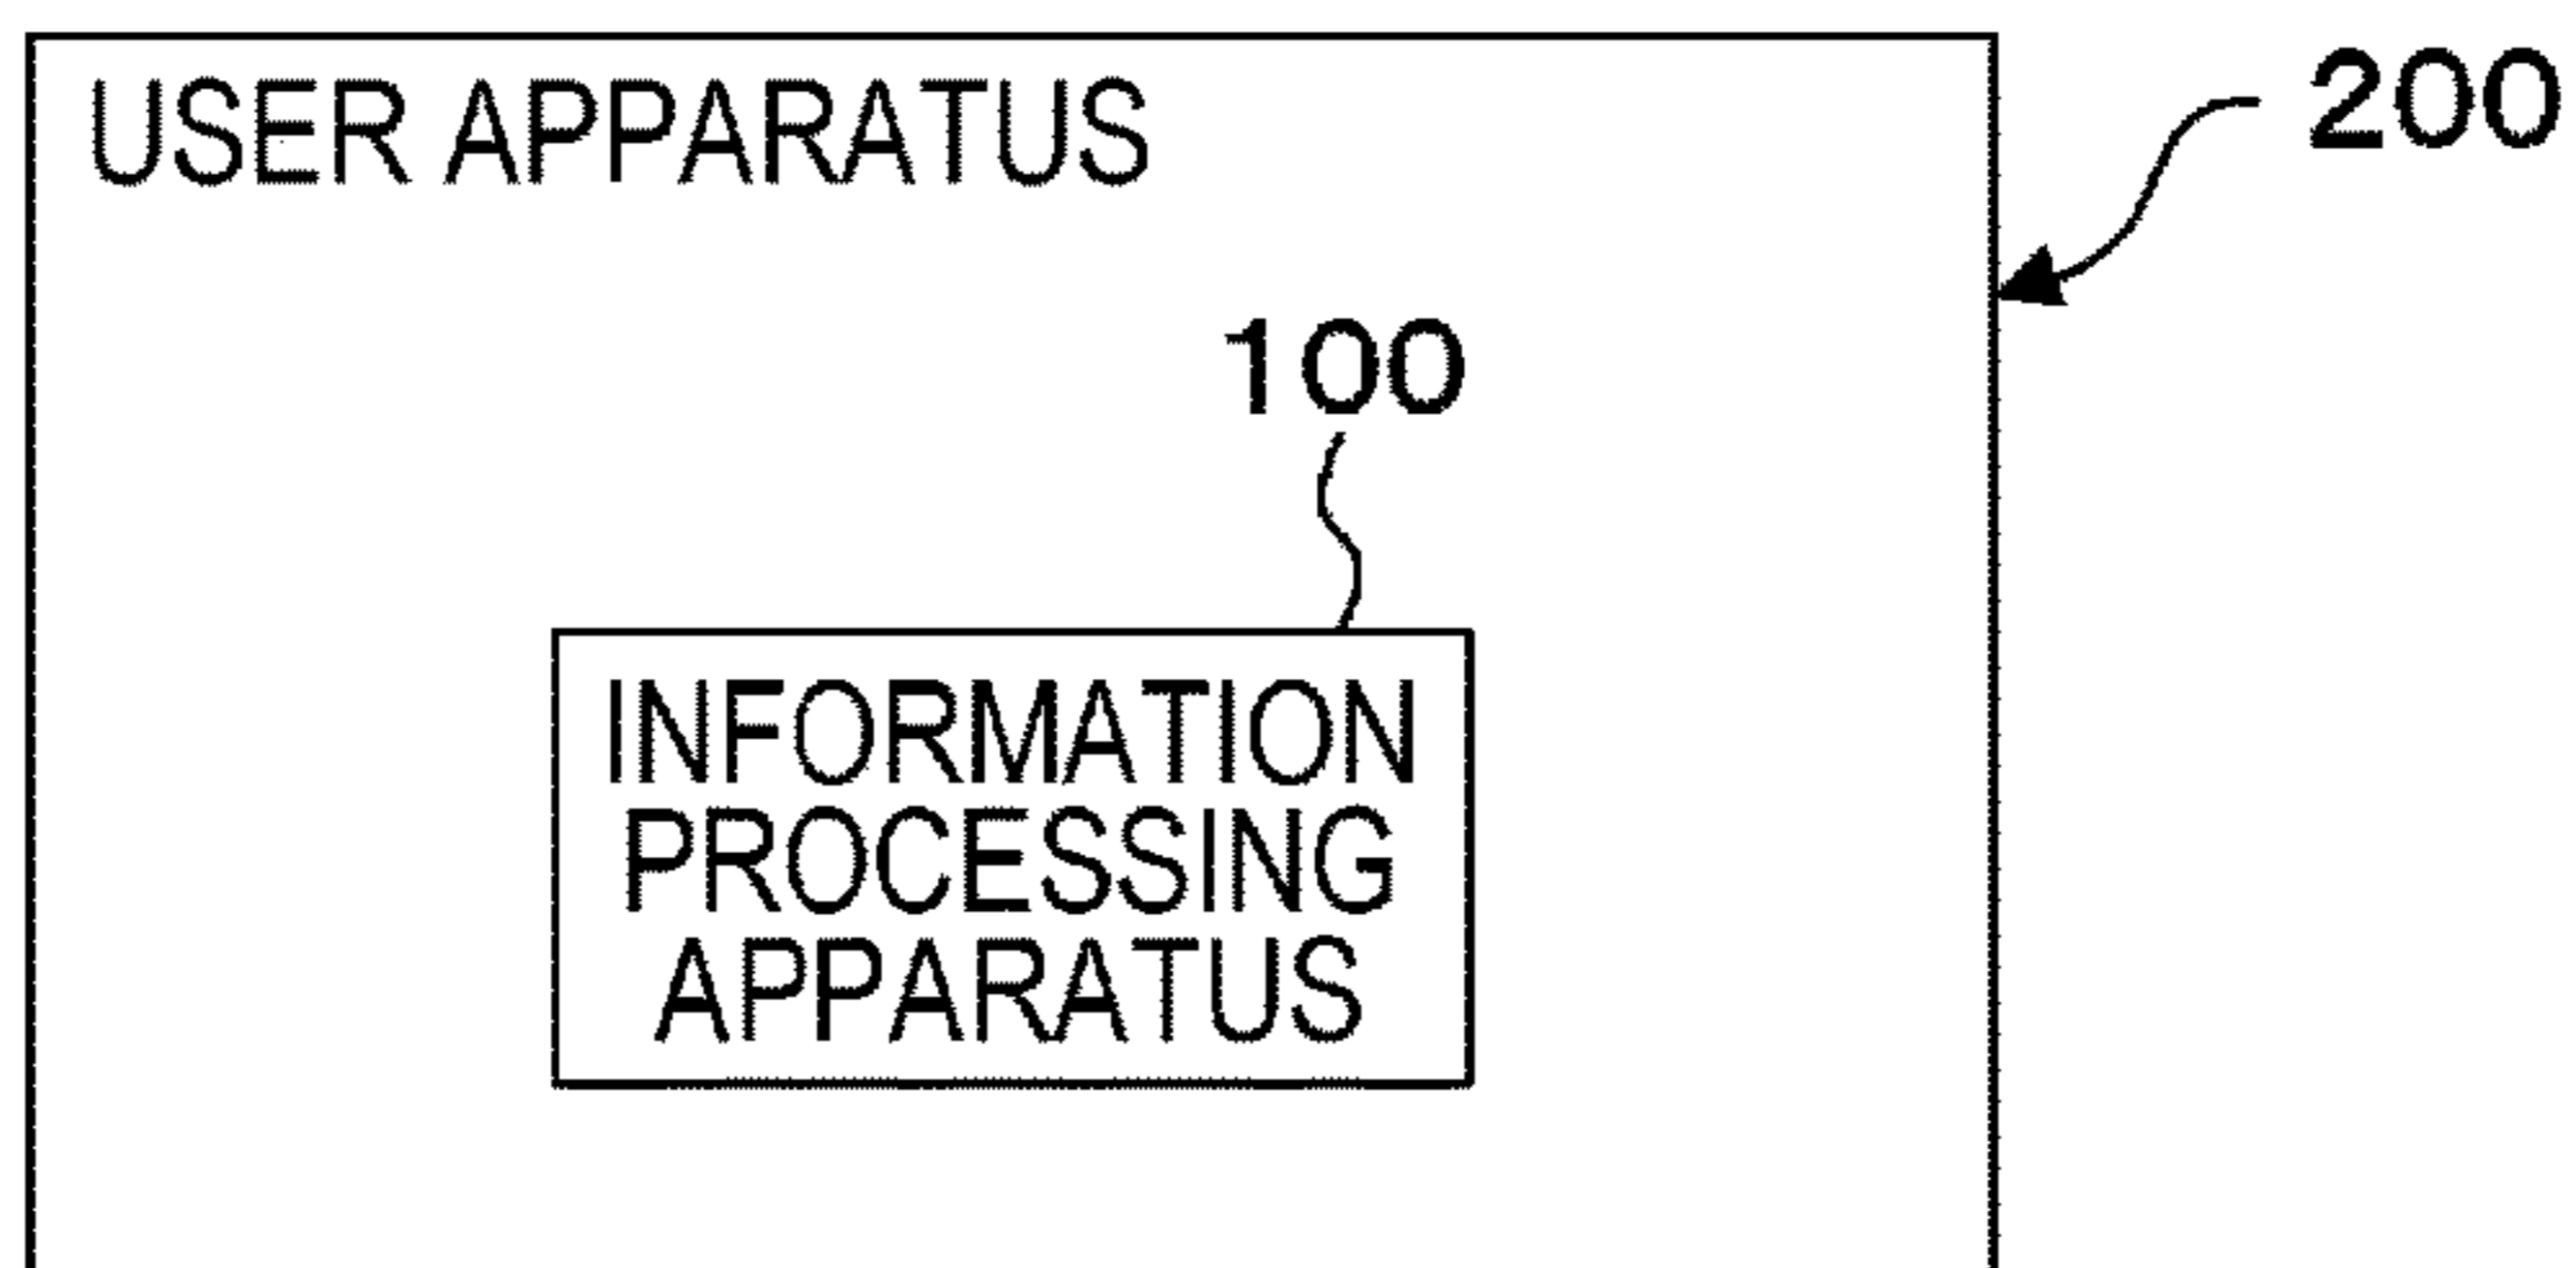 USER APPARATUS
200
100
INFORMATION
PROCESSING
APPARATUS